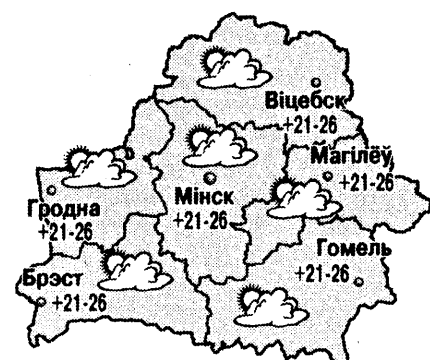 Віцебск
+21-26
Магілёў
+21-26
Мінск
+21-26
Гродна
+21-26
Гомель
+21-26
Брэст
+21-26